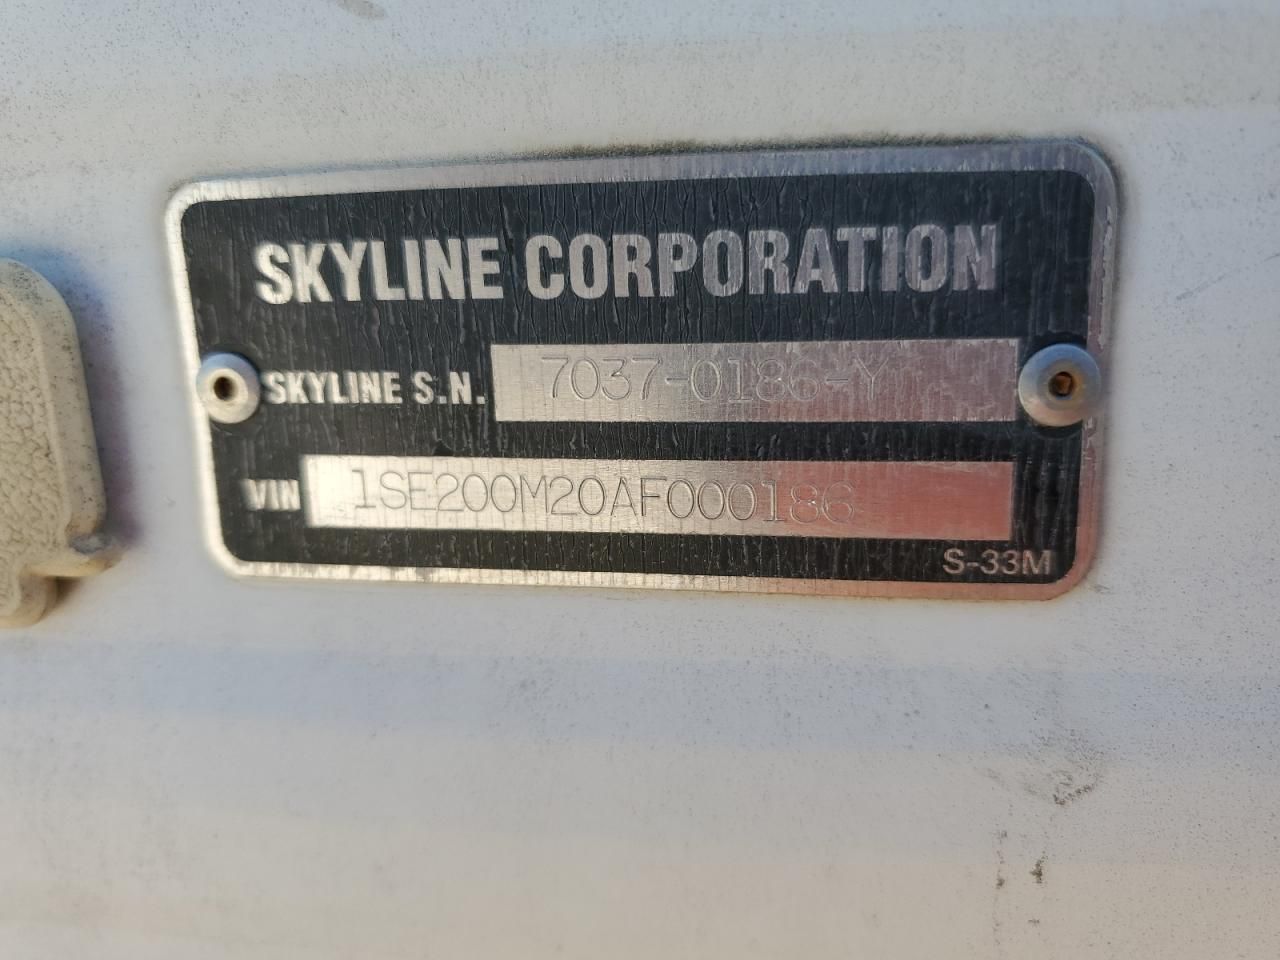 SKYLINE CORPORATION
SKYLINE S.N. 7037-0186-Y
VIN 1SE200M20AF000186
S-33M